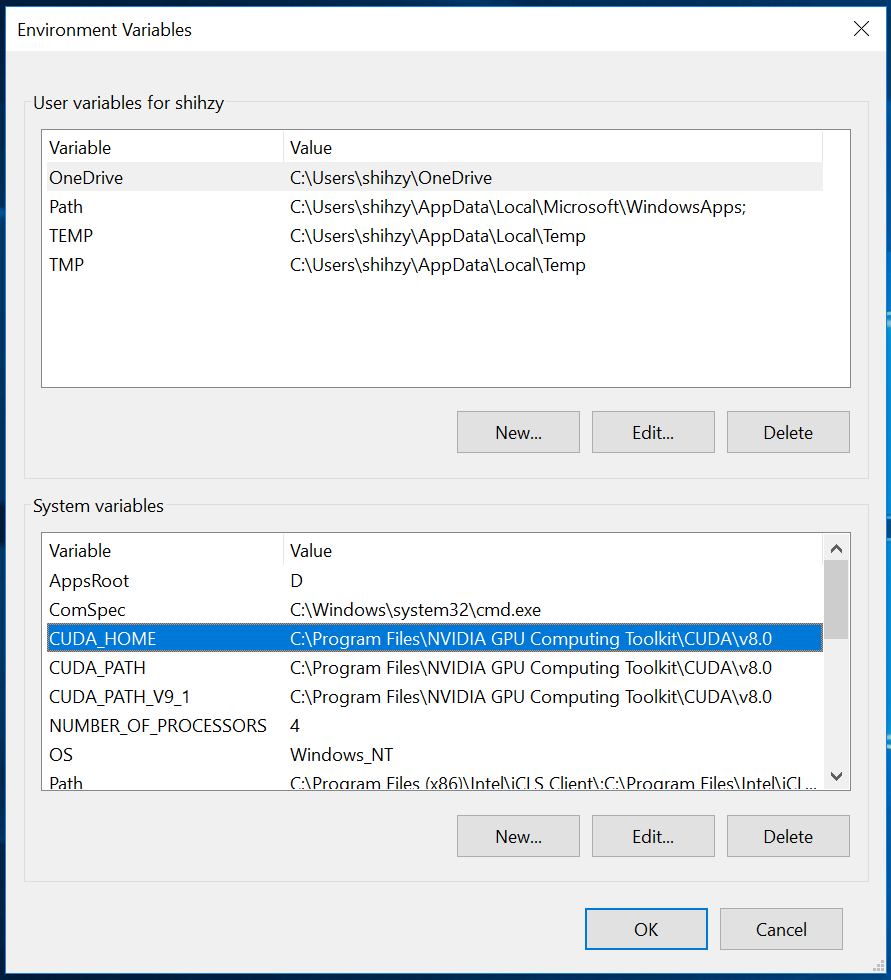 Environment Variables
User variables for shihzy
Variable Value
OneDrive C:\Users\shihzy\OneDrive
Path C:\Users\shihzy\AppData\Local\Microsoft\WindowsApps;
TEMP C:\Users\shihzy\AppData\Local\Temp
TMP C:\Users\shihzy\AppData\Local\Temp
New... Edit... Delete
System variables
Variable Value
AppsRoot D
ComSpec C:\Windows\system32\cmd.exe
CUDA_HOME C:\Program Files\NVIDIA GPU Computing Toolkit\CUDA\v8.0
CUDA_PATH C:\Program Files\NVIDIA GPU Computing Toolkit\CUDA\v8.0
CUDA_PATH_V9_1 C:\Program Files\NVIDIA GPU Computing Toolkit\CUDA\v8.0
NUMBER_OF_PROCESSORS 4
OS Windows_NT
Path C:\Program Files (x86)\Intel\iCLS Client\;C:\Program Files\Intel\iCL...
New... Edit... Delete
OK Cancel